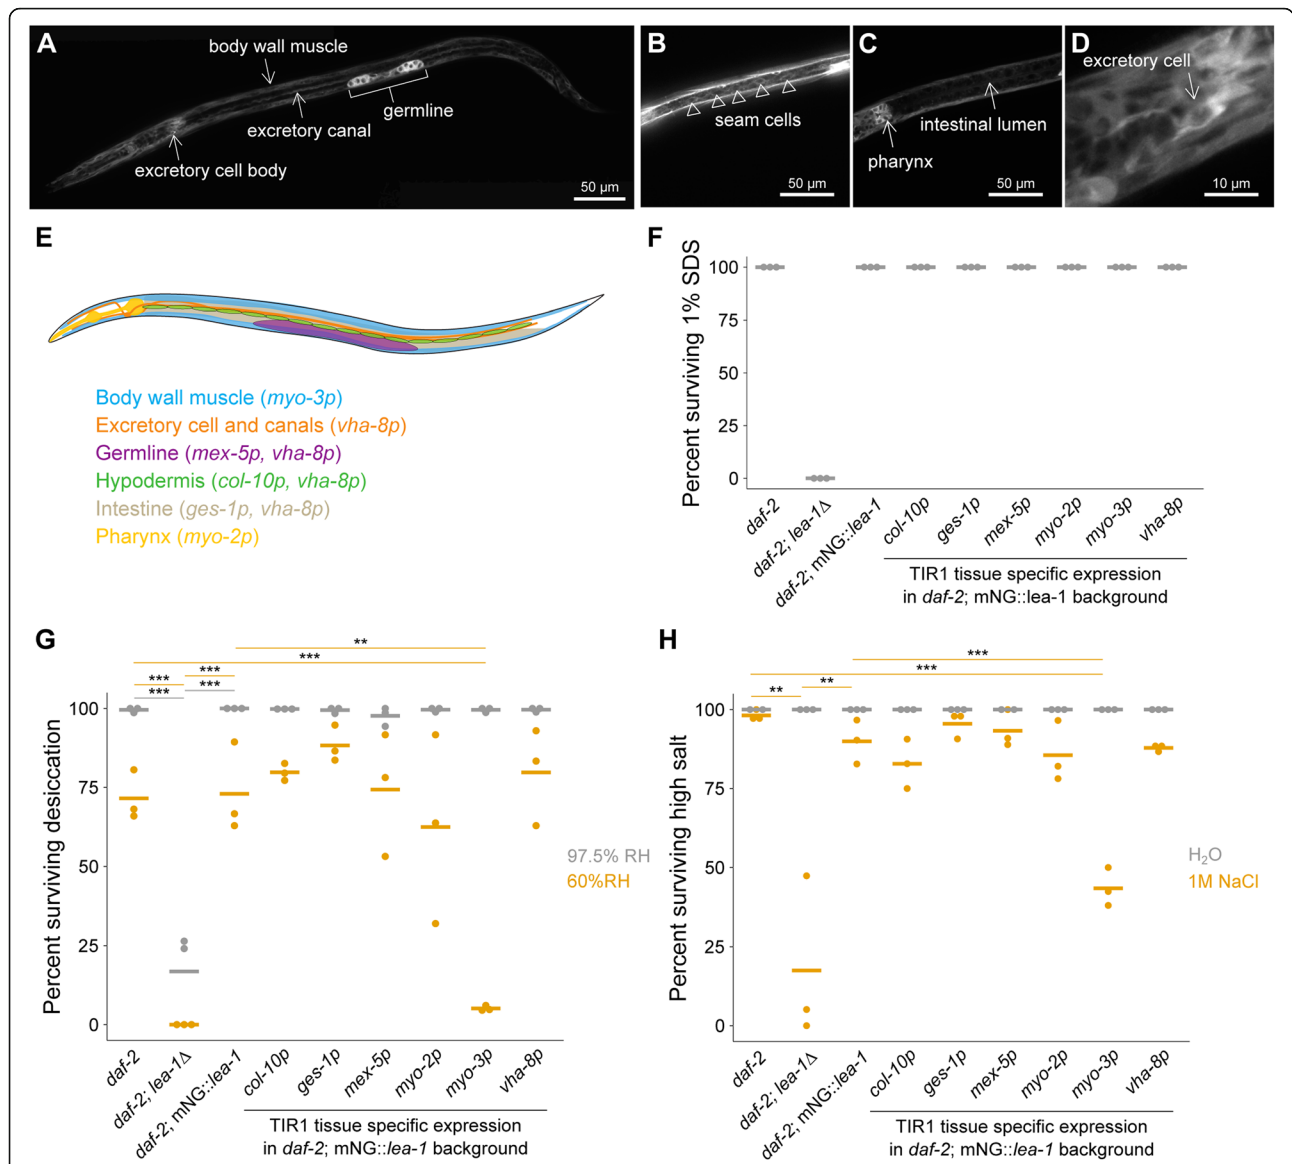 A
body wall muscle
germline
excretory canal
excretory cell body
50 µm
B
seam cells
50 µm
C
intestinal lumen
pharynx
50 µm
D
excretory cell
10 µm
E
Body wall muscle (myo-3p)
Excretory cell and canals (vha-8p)
Germline (mex-5p, vha-8p)
Hypodermis (col-10p, vha-8p)
Intestine (ges-1p, vha-8p)
Pharynx (myo-2p)
F
Percent surviving 1% SDS
100
75
50
25
0
daf-2
daf-2; lea-1Δ
daf-2; mNG::lea-1
col-10p
ges-1p
mex-5p
myo-2p
myo-3p
vha-8p
TIR1 tissue specific expression
in daf-2; mNG::lea-1 background
G
**
***
*** ***
*** ***
Percent surviving desiccation
100
75
50
25
0
97.5% RH
60%RH
daf-2
daf-2; lea-1Δ
daf-2; mNG::lea-1
col-10p
ges-1p
mex-5p
myo-2p
myo-3p
vha-8p
TIR1 tissue specific expression
in daf-2; mNG::lea-1 background
H
***
***
** **
Percent surviving high salt
100
75
50
25
0
H₂O
1M NaCl
daf-2
daf-2; lea-1Δ
daf-2; mNG::lea-1
col-10p
ges-1p
mex-5p
myo-2p
myo-3p
vha-8p
TIR1 tissue specific expression
in daf-2; mNG::lea-1 background